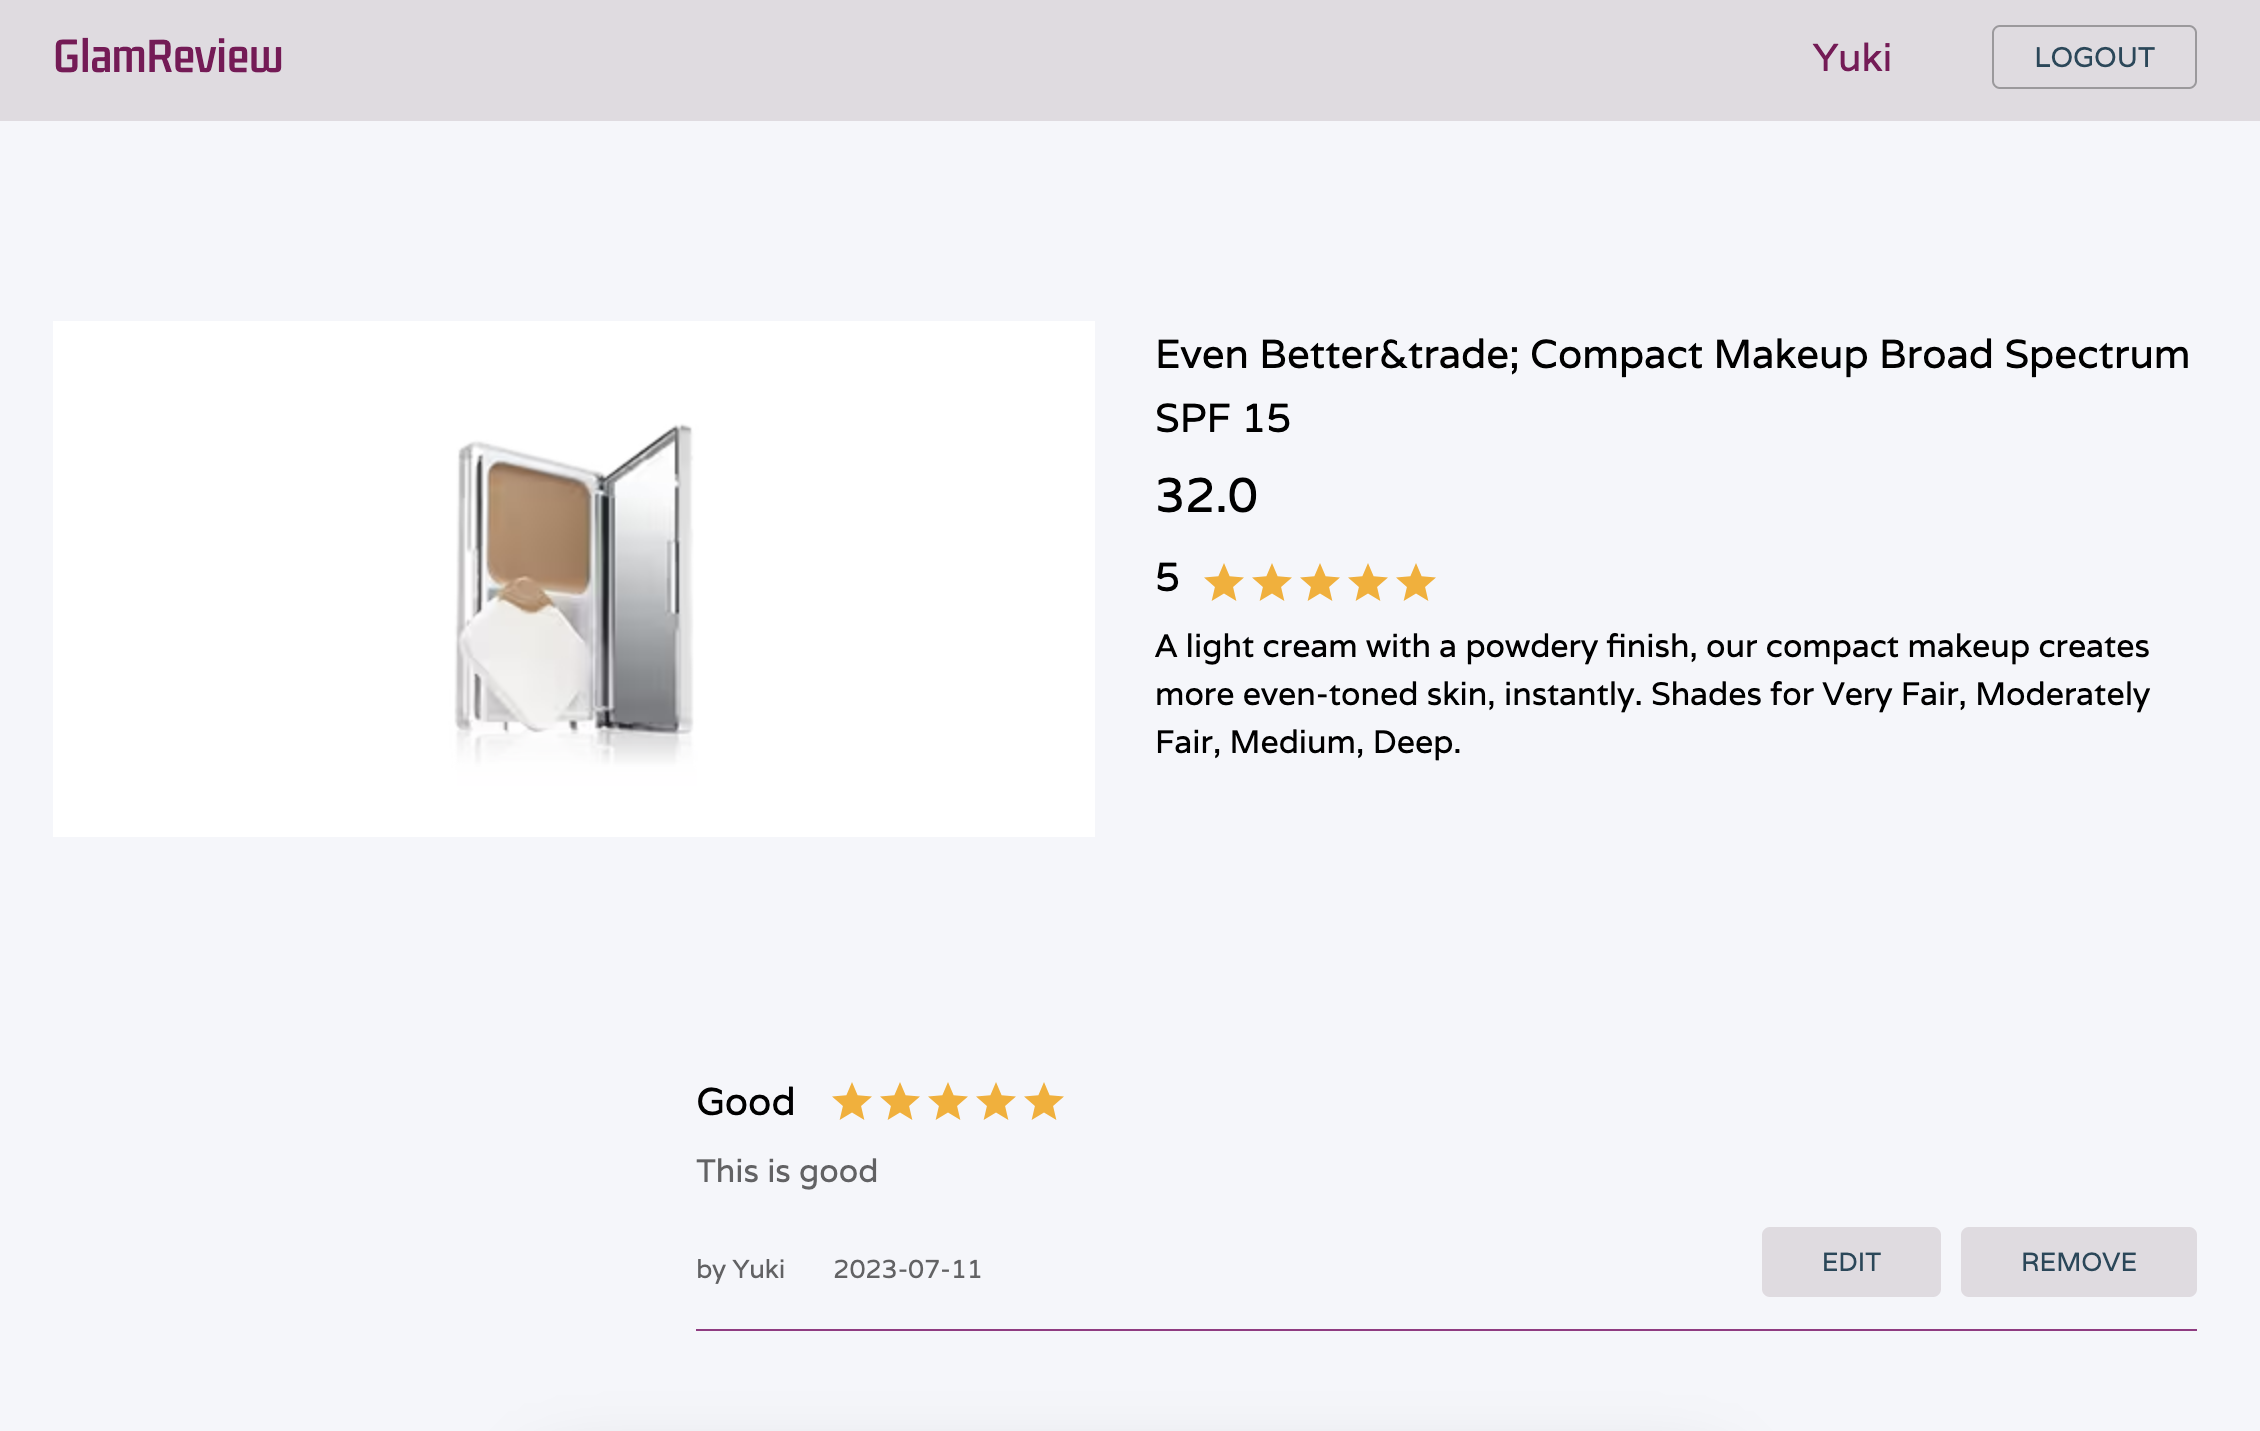 GlamReview
Yuki
LOGOUT
Even Better&trade; Compact Makeup Broad Spectrum
SPF 15
32.0
5
A light cream with a powdery finish, our compact makeup creates
more even-toned skin, instantly. Shades for Very Fair, Moderately
Fair, Medium, Deep.
Good
This is good
by Yuki 2023-07-11
EDIT
REMOVE